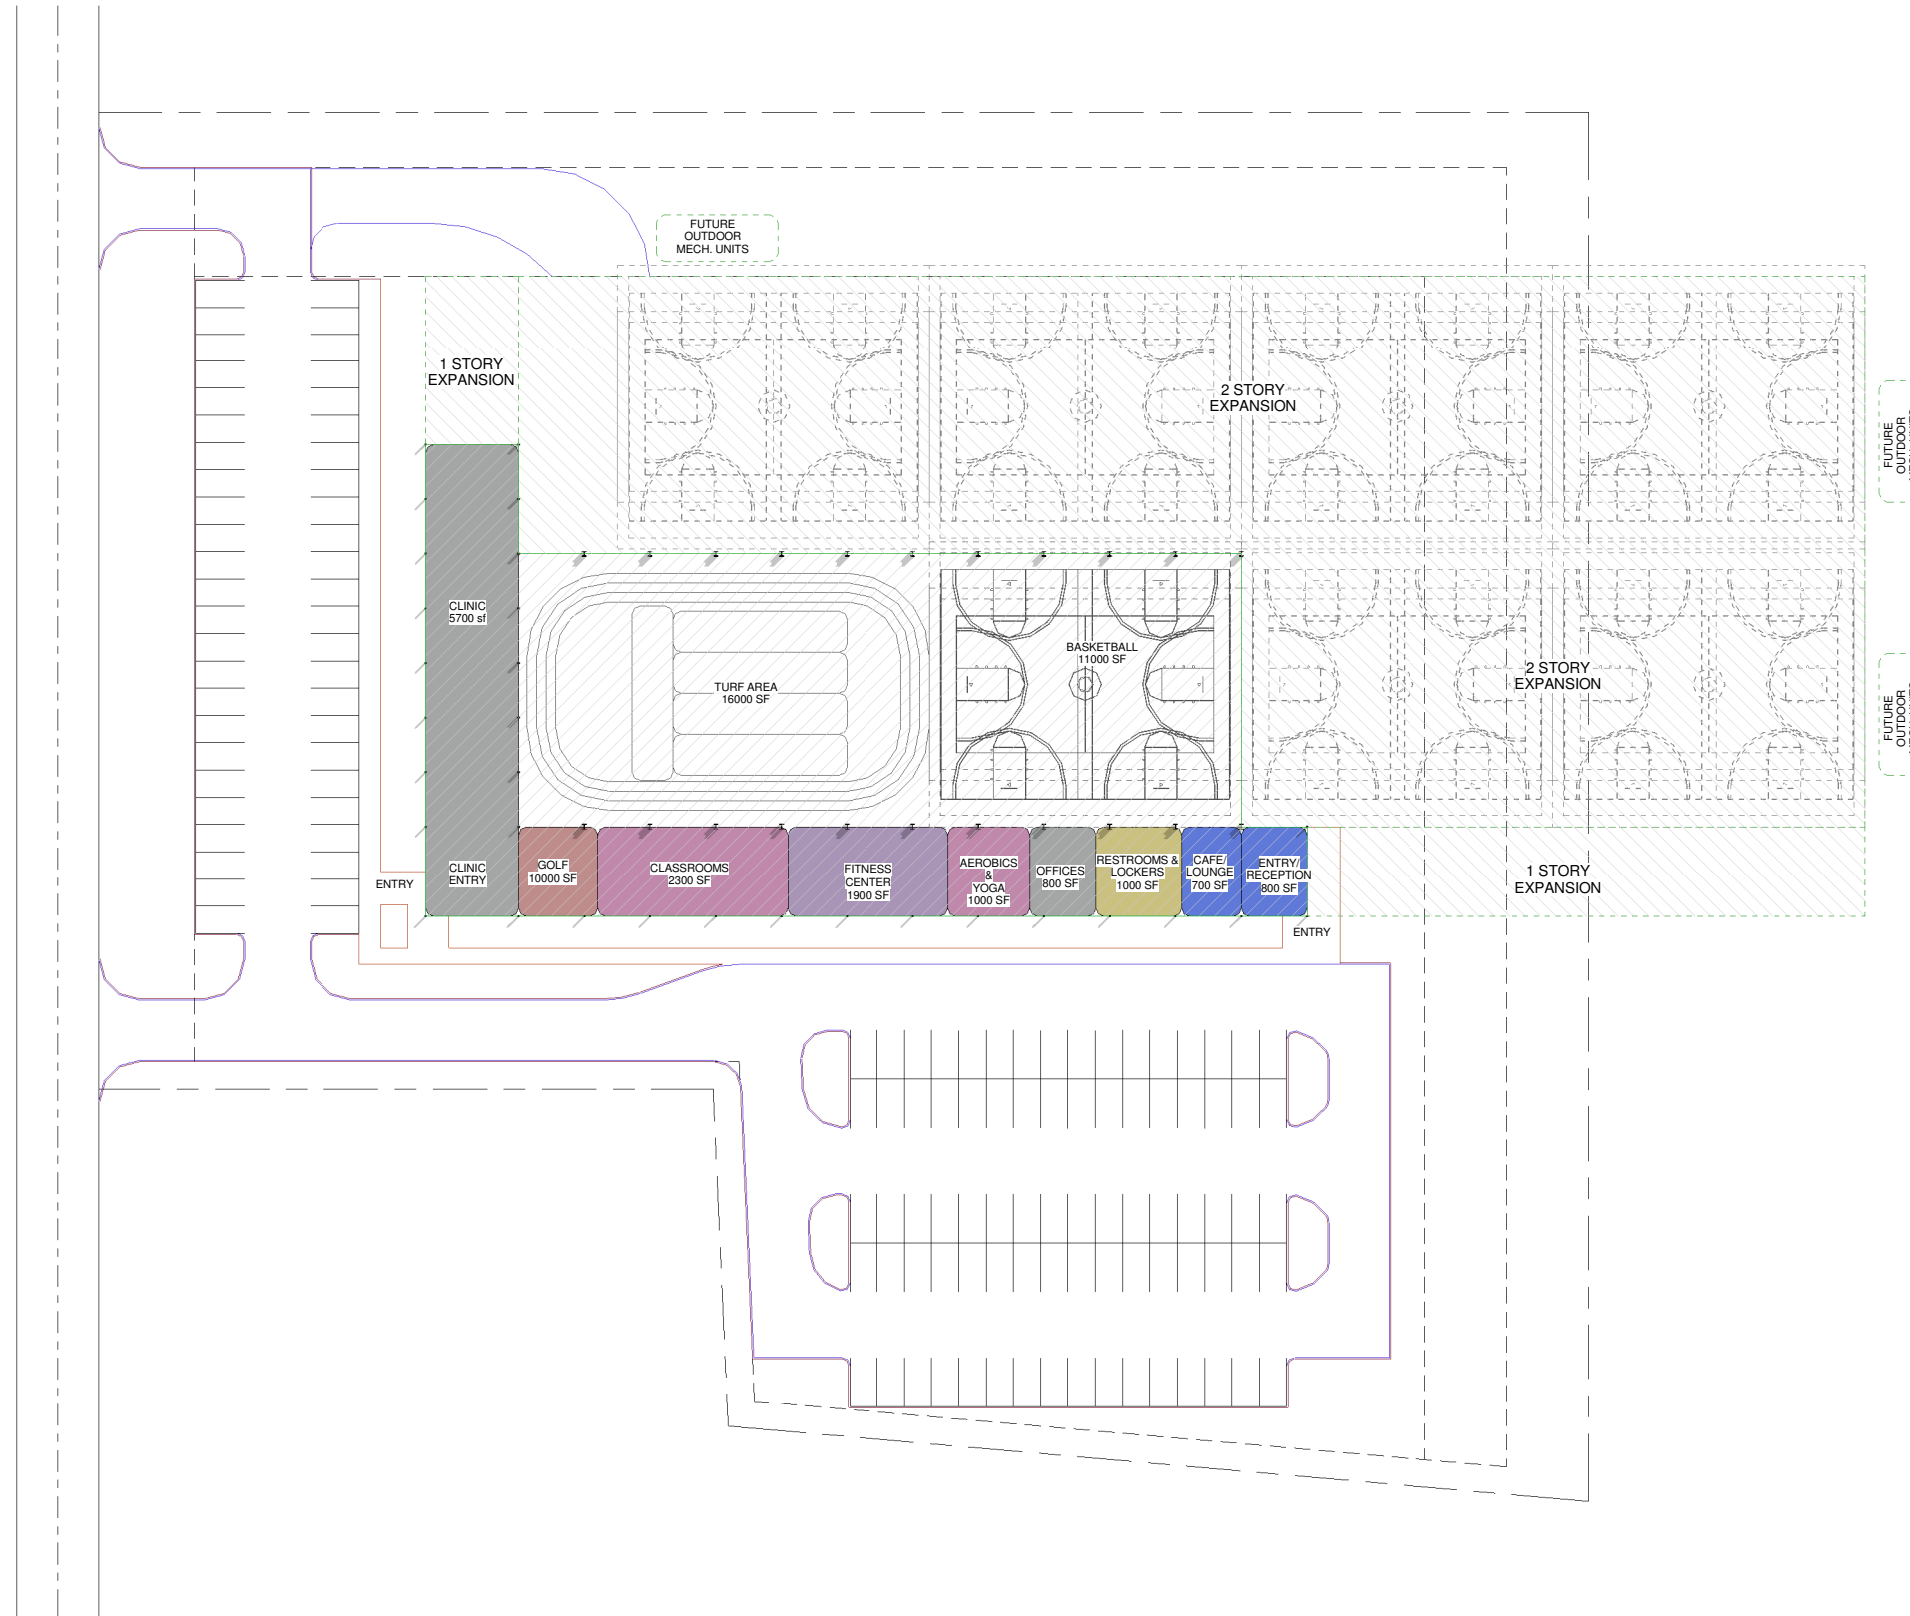 FUTURE
OUTDOOR
MECH. UNITS
1 STORY
EXPANSION
2 STORY
EXPANSION
FUTURE
OUTDOOR
CLINIC
5700 sf
BASKETBALL
11000 SF
TURF AREA
16000 SF
2 STORY
EXPANSION
FUTURE
OUTDOOR
CLINIC
ENTRY
ENTRY
GOLF
10000 SF
CLASSROOMS
2300 SF
FITNESS
CENTER
1900 SF
AEROBICS
&
YOGA
1000 SF
OFFICES
800 SF
RESTROOMS &
LOCKERS
1000 SF
CAFE/
LOUNGE
700 SF
ENTRY/
RECEPTION
800 SF
1 STORY
EXPANSION
ENTRY